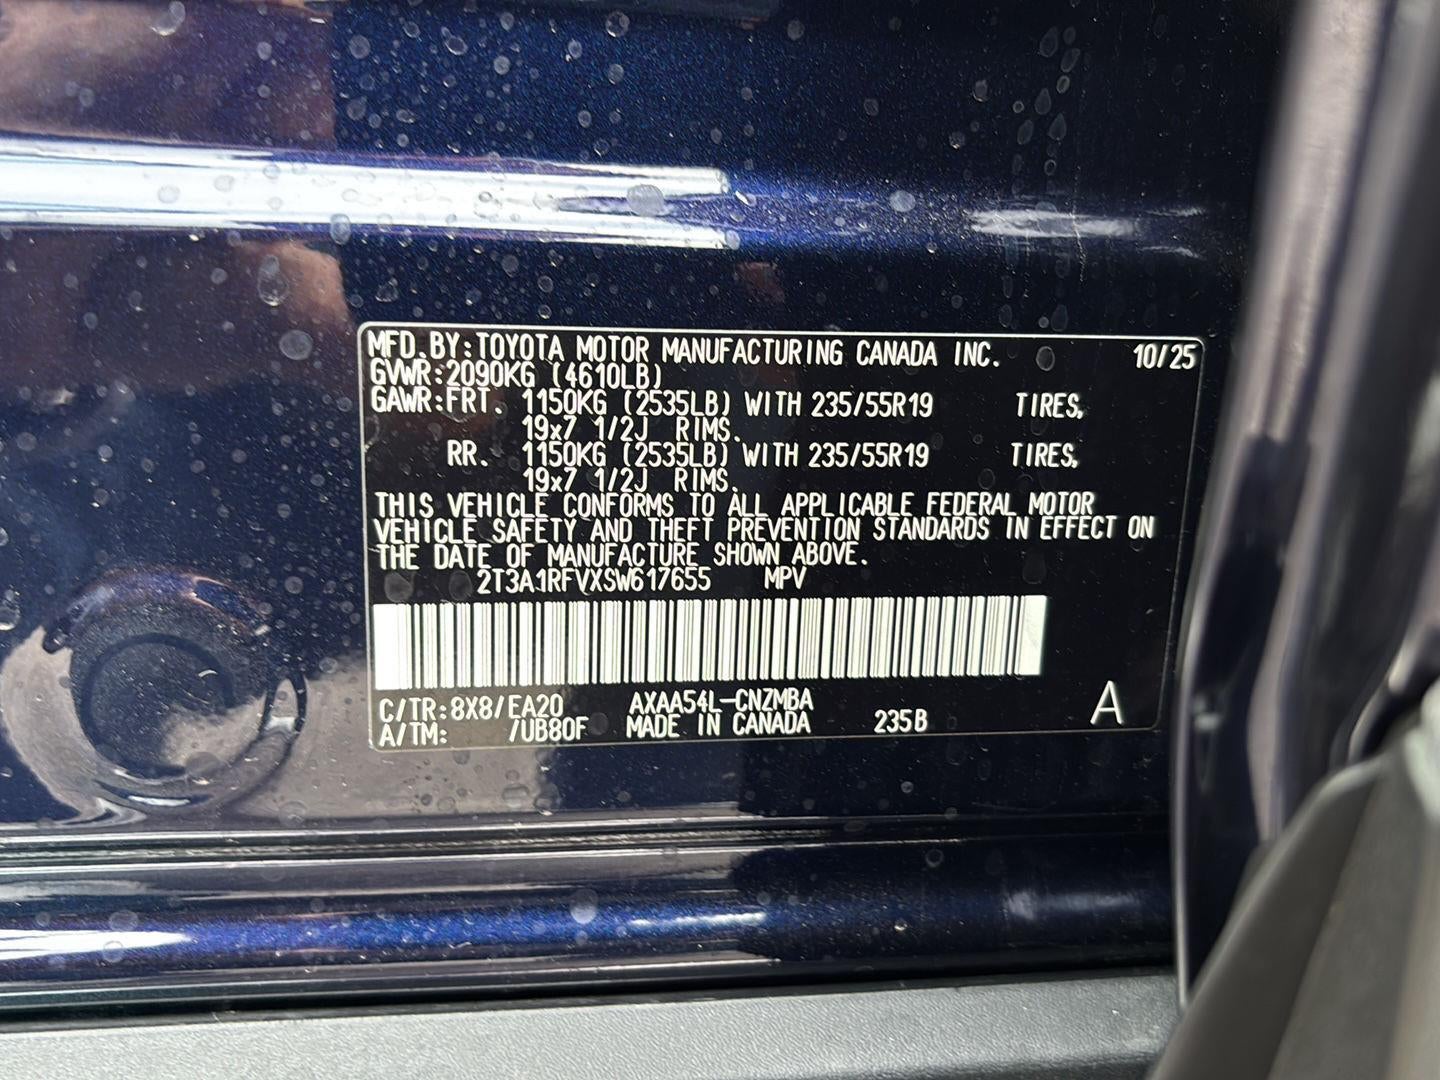 MFD.BY:TOYOTA MOTOR MANUFACTURING CANADA INC. 10/25
GVWR:2090KG (4610LB)
GAWR:FRT. 1150KG (2535LB) WITH 235/55R19 TIRES,
19x7 1/2J RIMS.
RR. 1150KG (2535LB) WITH 235/55R19 TIRES,
19x7 1/2J RIMS.
THIS VEHICLE CONFORMS TO ALL APPLICABLE FEDERAL MOTOR
VEHICLE SAFETY AND THEFT PREVENTION STANDARDS IN EFFECT ON
THE DATE OF MANUFACTURE SHOWN ABOVE.
2T3A1RFVXSW617655 MPV
C/TR:8X8/EA20 AXAA54L-CNZMBA
A/TM: /UB80F MADE IN CANADA 235B A